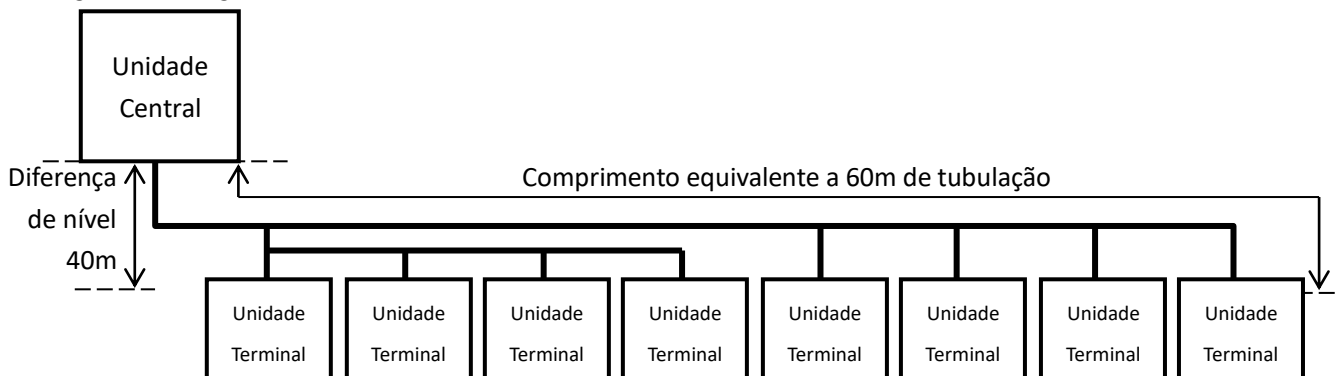 Unidade
Central
Diferença
de nível
40m
Comprimento equivalente a 60m de tubulação
Unidade
Terminal
Unidade
Terminal
Unidade
Terminal
Unidade
Terminal
Unidade
Terminal
Unidade
Terminal
Unidade
Terminal
Unidade
Terminal